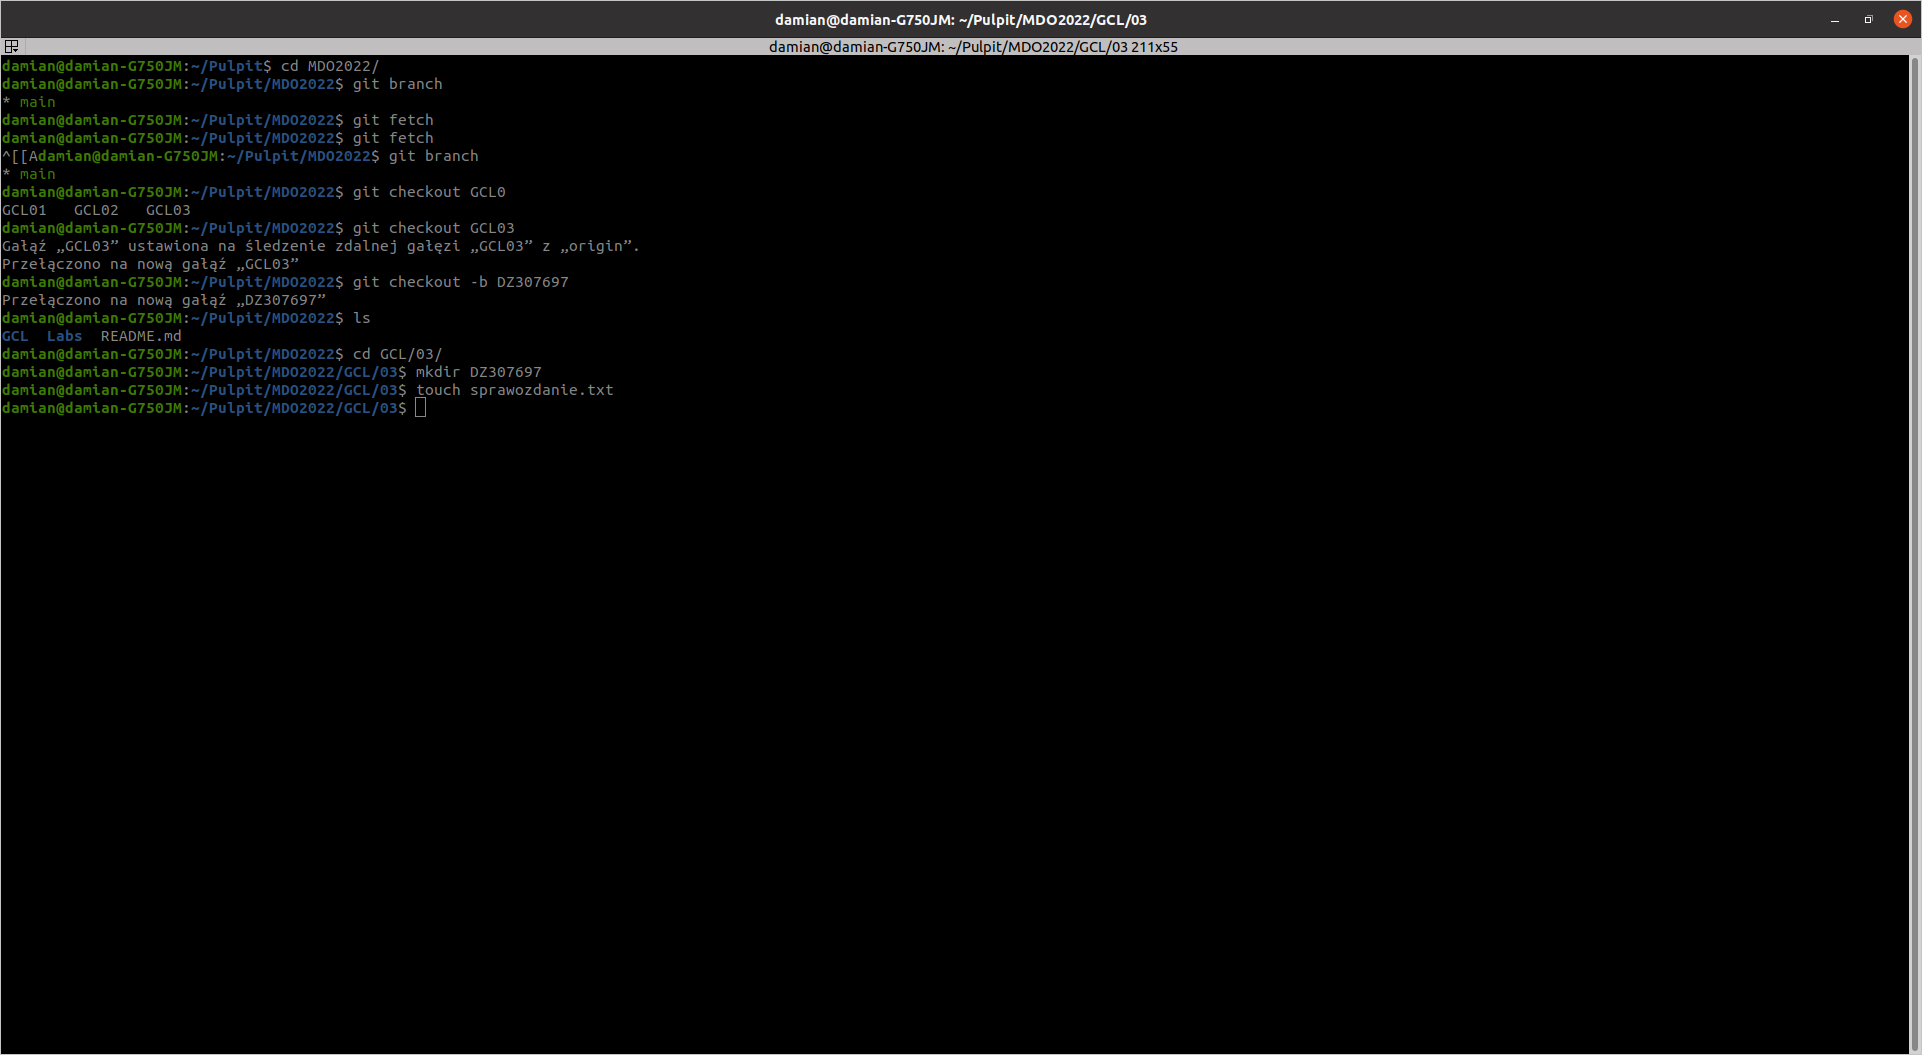 damian@damian-G750JM: ~/Pulpit/MDO2022/GCL/03
damian@damian-G750JM: ~/Pulpit/MDO2022/GCL/03 211x55
damian@damian-G750JM:~/Pulpit$ cd MDO2022/
damian@damian-G750JM:~/Pulpit/MDO2022$ git branch
* main
damian@damian-G750JM:~/Pulpit/MDO2022$ git fetch
damian@damian-G750JM:~/Pulpit/MDO2022$ git fetch
^[[Adamian@damian-G750JM:~/Pulpit/MDO2022$ git branch
* main
damian@damian-G750JM:~/Pulpit/MDO2022$ git checkout GCL0
GCL01   GCL02   GCL03
damian@damian-G750JM:~/Pulpit/MDO2022$ git checkout GCL03
Gałąź „GCL03” ustawiona na śledzenie zdalnej gałęzi „GCL03” z „origin”.
Przełączono na nową gałąź „GCL03”
damian@damian-G750JM:~/Pulpit/MDO2022$ git checkout -b DZ307697
Przełączono na nową gałąź „DZ307697”
damian@damian-G750JM:~/Pulpit/MDO2022$ ls
GCL  Labs  README.md
damian@damian-G750JM:~/Pulpit/MDO2022$ cd GCL/03/
damian@damian-G750JM:~/Pulpit/MDO2022/GCL/03$ mkdir DZ307697
damian@damian-G750JM:~/Pulpit/MDO2022/GCL/03$ touch sprawozdanie.txt
damian@damian-G750JM:~/Pulpit/MDO2022/GCL/03$